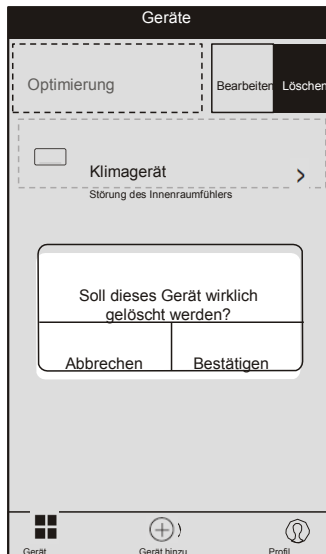 Geräte
Optimierung
Bearbeiten
Löschen
Klimagerät
Störung des Innenraumfühlers
Soll dieses Gerät wirklich
gelöscht werden?
Abbrechen
Bestätigen
Gerät
Gerät hinzu
Profil